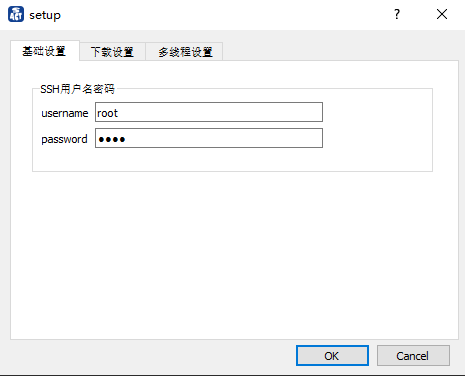 setup
基础设置 下载设置 多线程设置
SSH用户名密码
username root
password ●●●●
OK Cancel